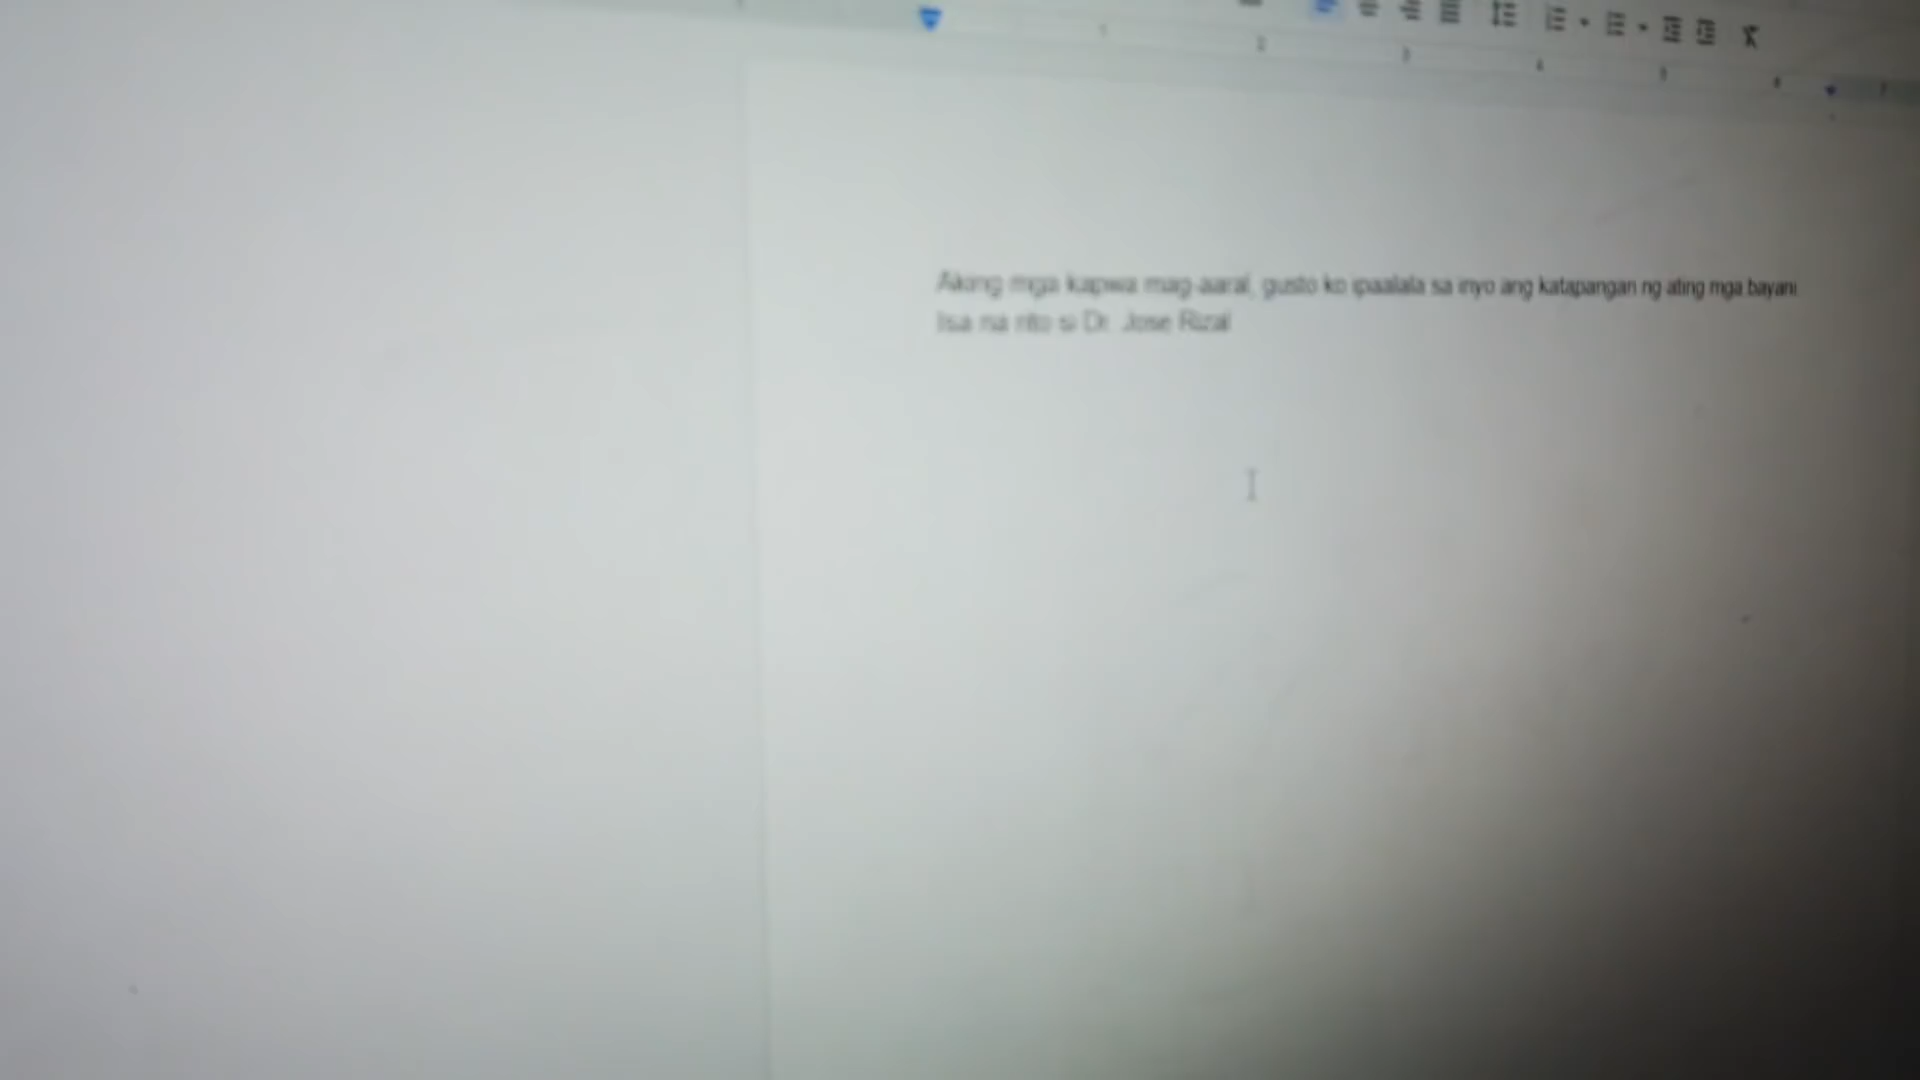 Aking mga kapwa mag-aaral, gusto ko ipaalala sa inyo ang katapangan ng ating mga bayani
Isa na rito si Dr. Jose Rizal